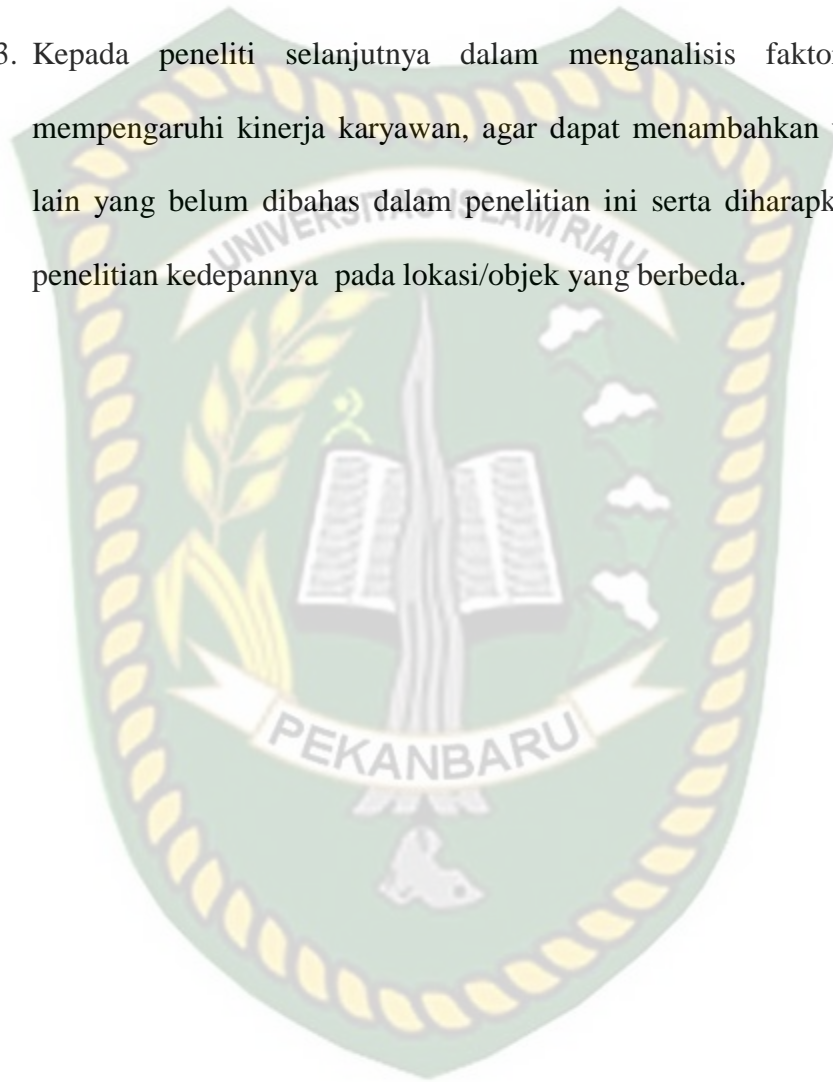 3. Kepada peneliti selanjutnya dalam menganalisis faktor
mempengaruhi kinerja karyawan, agar dapat menambahkan
lain yang belum dibahas dalam penelitian ini serta
penelitian kedepannya pada lokasi/objek yang berbeda.
UNIVERSITAS ISLAM RIAU
PEKANBARU